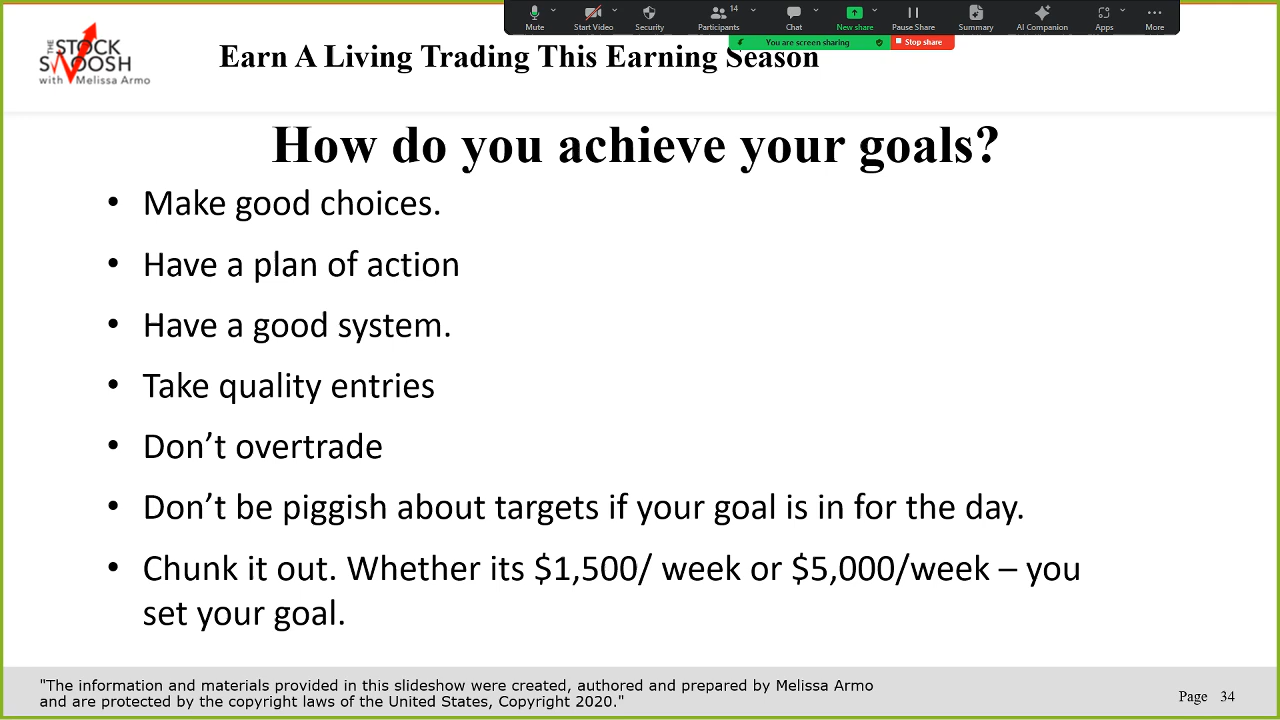 Mute
Start Video
Security
Participants
14
Chat
New share
Pause Share
Summary
AI Companion
Apps
More
You are screen sharing
Stop share
THE STOCK
SWOOSH
with Melissa Armo
Earn A Living Trading This Earning Season
How do you achieve your goals?
• Make good choices.
• Have a plan of action
• Have a good system.
• Take quality entries
• Don’t overtrade
• Don’t be piggish about targets if your goal is in for the day.
• Chunk it out. Whether its $1,500/ week or $5,000/week – you
set your goal.
"The information and materials provided in this slideshow were created, authored and prepared by Melissa Armo
and are protected by the copyright laws of the United States, Copyright 2020."
Page 34